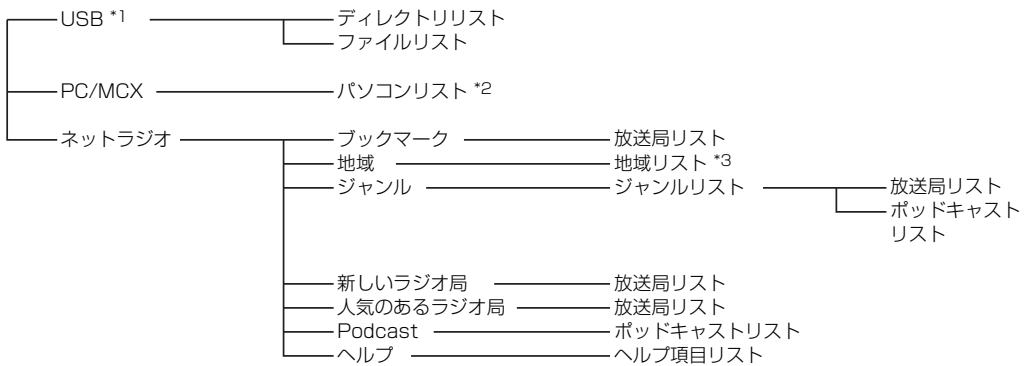 USB *1 ディレクトリリスト
ファイルリスト
PC/MCX パソコンリスト *2
ネットラジオ ブックマーク 放送局リスト
地域 地域リスト *3
ジャンル ジャンルリスト 放送局リスト
ポッドキャスト
リスト
新しいラジオ局 放送局リスト
人気のあるラジオ局 放送局リスト
Podcast ポッドキャストリスト
ヘルプ ヘルプ項目リスト